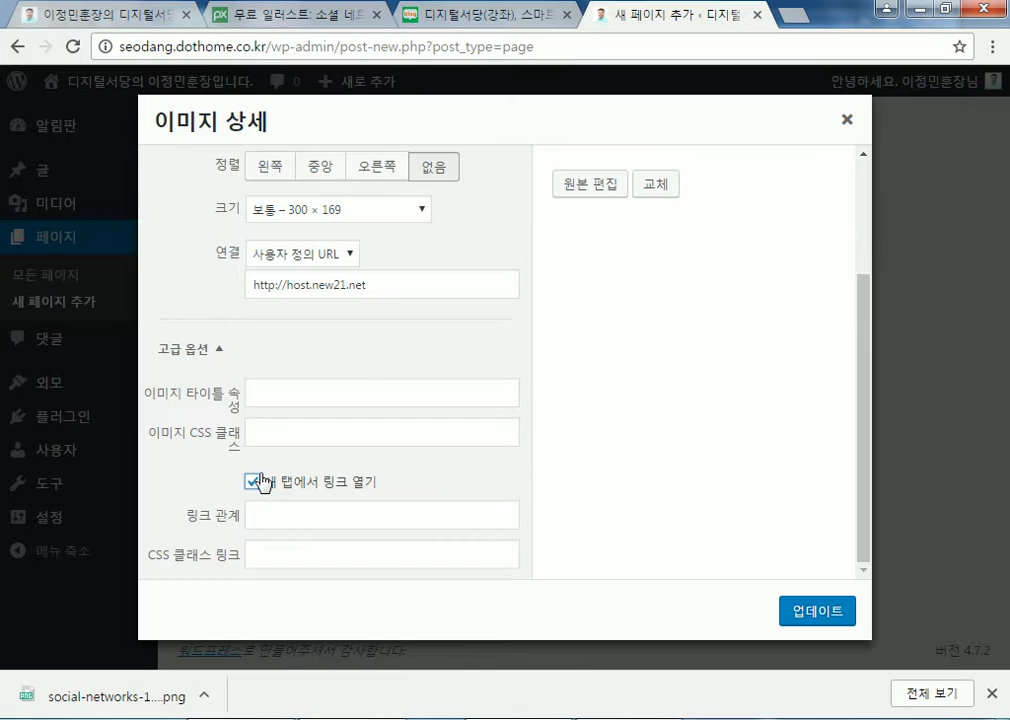 이정민훈장의 디지털서당
무료 일러스트: 소셜 네트
디지털서당(강좌), 스마트
새 페이지 추가 ‹ 디지털
seodang.dothome.co.kr/wp-admin/post-new.php?post_type=page
디지털서당의 이정민훈장입니다.
0
새로 추가
안녕하세요. 이정민훈장님
알림판
글
미디어
페이지
모든 페이지
새 페이지 추가
댓글
외모
플러그인
사용자
도구
설정
메뉴 축소
이미지 상세
정렬
왼쪽
중앙
오른쪽
없음
크기
보통 – 300 × 169
연결
사용자 정의 URL
http://host.new21.net
고급 옵션
이미지 타이틀 속
성
이미지 CSS 클래
스
탭에서 링크 열기
링크 관계
CSS 클래스 링크
원본 편집
교체
업데이트
워드프레스로 만들어주셔서 감사합니다.
버전 4.7.2
social-networks-1....png
전체 보기